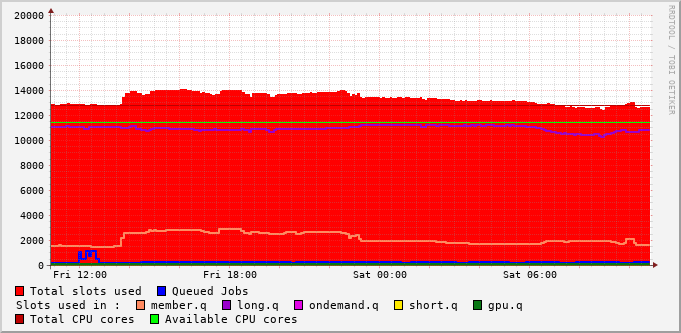 20000
18000
16000
14000
12000
10000
8000
6000
4000
2000
0
Fri 12:00 Fri 18:00 Sat 00:00 Sat 06:00
Total slots used Queued Jobs
Slots used in : member.q long.q ondemand.q short.q gpu.q
Total CPU cores Available CPU cores
RRDTOOL / TOBI OETIKER